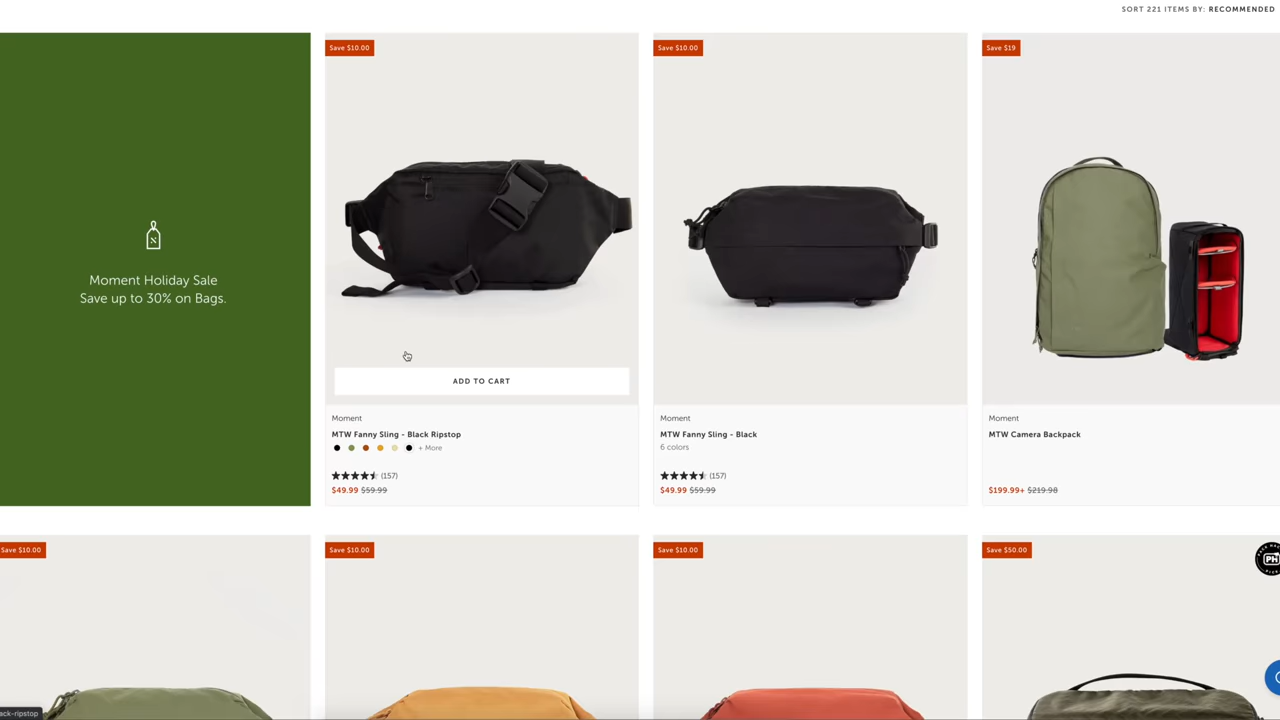 SORT 221 ITEMS BY: RECOMMENDED
Moment Holiday Sale
Save up to 30% on Bags.
Save $10.00
ADD TO CART
Moment
MTW Fanny Sling - Black Ripstop
+ More
(157)
$49.99 $59.99
Save $10.00
Moment
MTW Fanny Sling - Black
6 colors
(157)
$49.99 $59.99
Save $19
Moment
MTW Camera Backpack
$199.99+ $219.98
Save $10.00
Save $10.00
Save $10.00
Save $50.00
PH
ack-ripstop